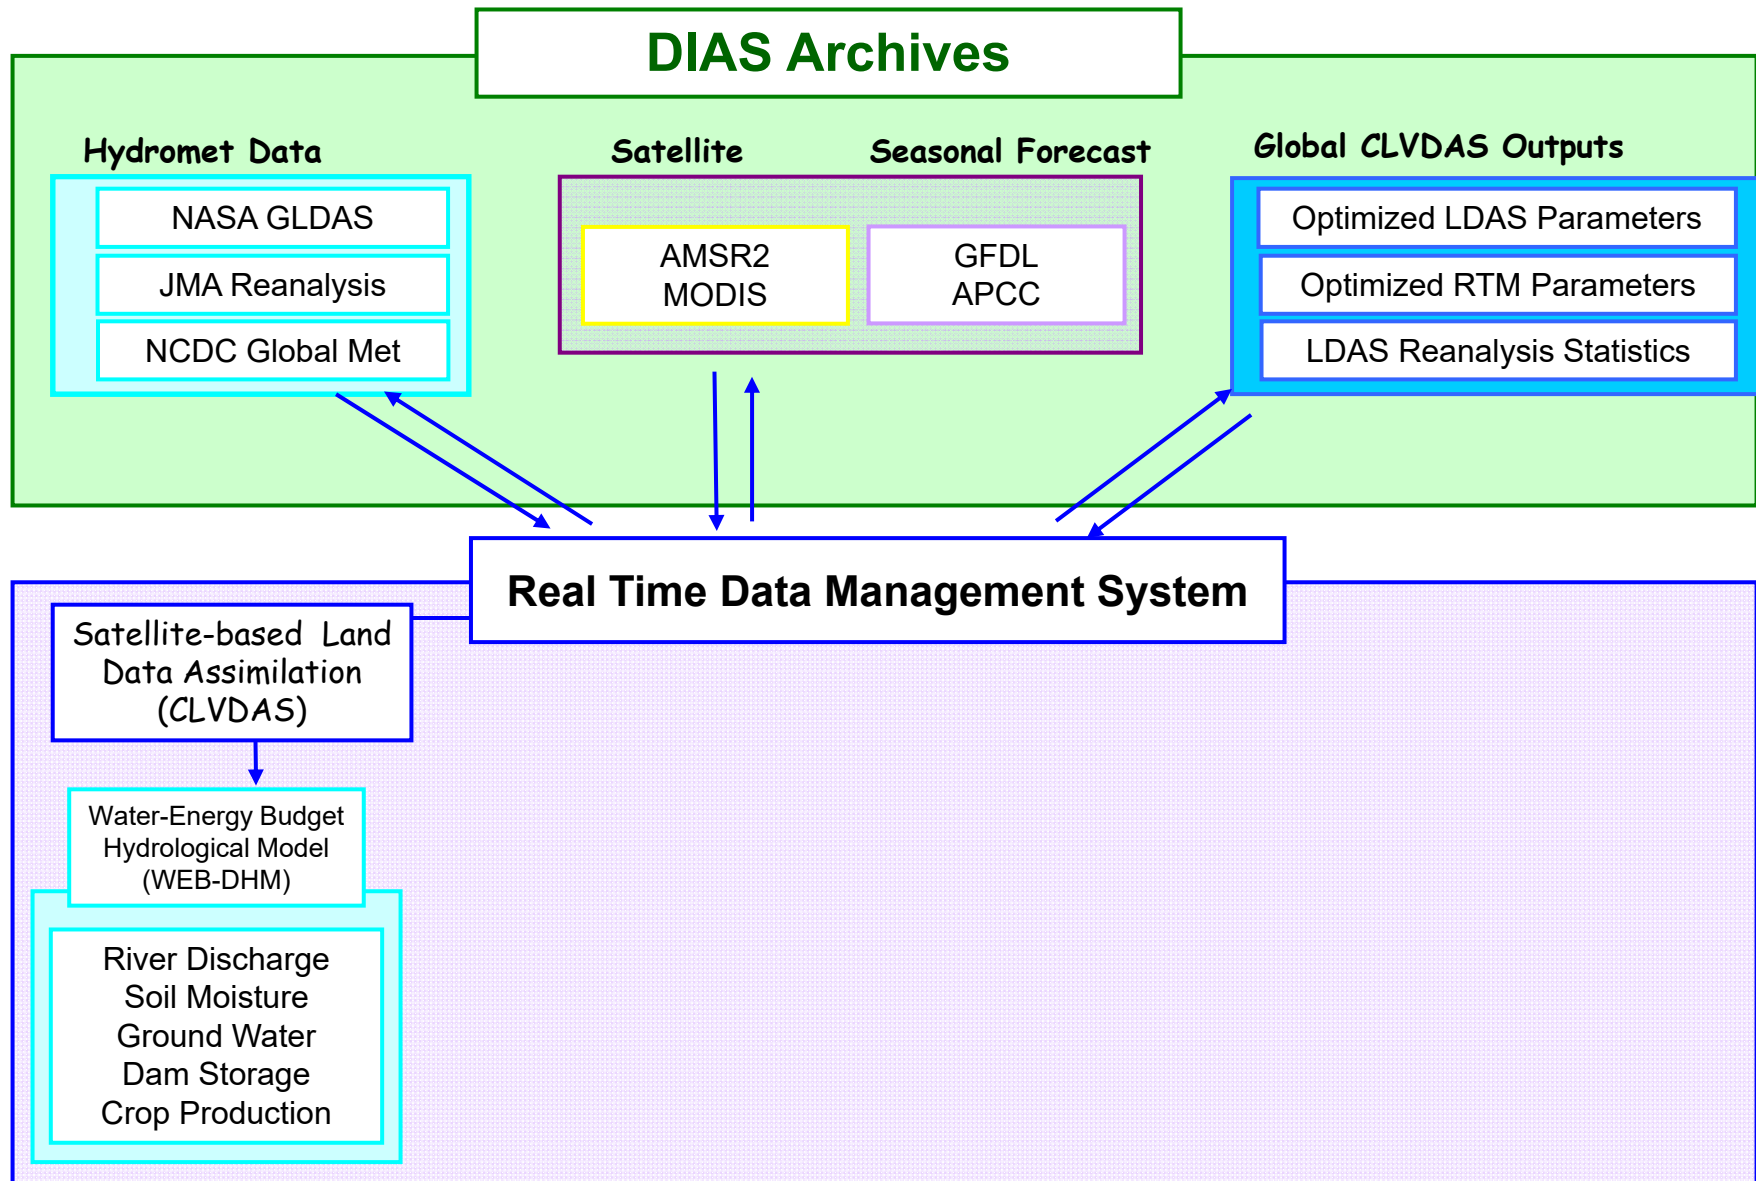 DIAS Archives
Hydromet Data
NASA GLDAS
JMA Reanalysis
NCDC Global Met
Satellite
AMSR2
MODIS
Seasonal Forecast
GFDL
APCC
Global CLVDAS Outputs
Optimized LDAS Parameters
Optimized RTM Parameters
LDAS Reanalysis Statistics
Real Time Data Management System
Satellite-based Land
Data Assimilation
(CLVDAS)
Water-Energy Budget
Hydrological Model
(WEB-DHM)
River Discharge
Soil Moisture
Ground Water
Dam Storage
Crop Production